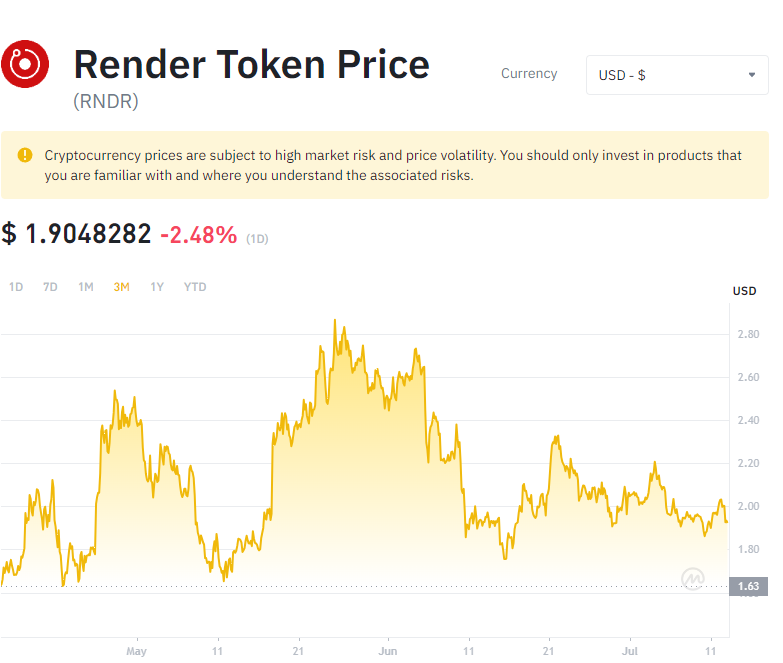 Render Token Price
(RNDR)
Currency
USD - $
Cryptocurrency prices are subject to high market risk and price volatility. You should only invest in products that
you are familiar with and where you understand the associated risks.
$ 1.9048282 -2.48% (1D)
1D 7D 1M 3M 1Y YTD
USD
2.80
2.60
2.40
2.20
2.00
1.80
1.63
May 11 21 Jun 11 21 Jul 11